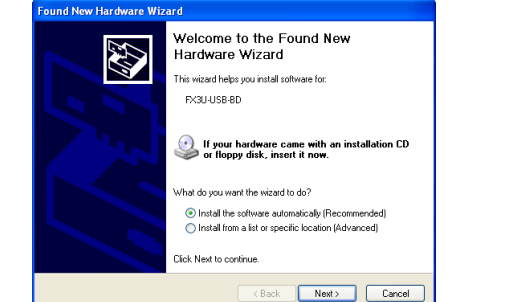 Found New Hardware Wizard
Welcome to the Found New
Hardware Wizard
This wizard helps you install software for:
FX3U-USB-BD
If your hardware came with an installation CD
or floppy disk, insert it now.
What do you want the wizard to do?
Install the software automatically (Recommended)
Install from a list or specific location (Advanced)
Click Next to continue.
< Back
Next >
Cancel